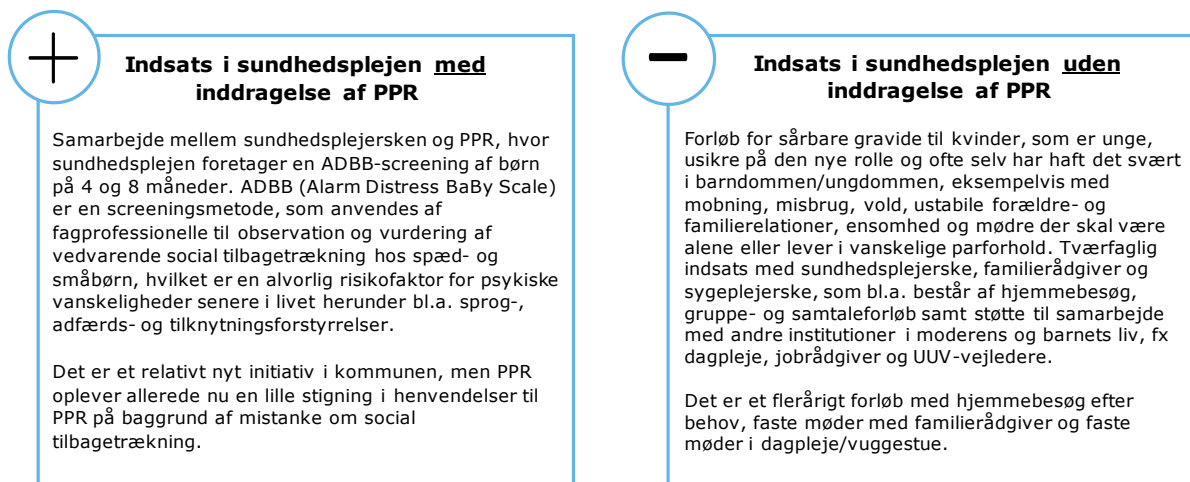 Indsats i sundhedsplejen med
inddragelse af PPR
Samarbejde mellem sundhedsplejersken og PPR, hvor
sundhedsplejen foretager en ADBB-screening af børn
på 4 og 8 måneder. ADBB (Alarm Distress BaBy Scale)
er en screeningsmetode, som anvendes af
fagprofessionelle til observation og vurdering af
vedvarende social tilbagetrækning hos spæd- og
småbørn, hvilket er en alvorlig risikofaktor for psykiske
vanskeligheder senere i livet herunder bl.a. sprog-,
adfærds- og tilknytningsforstyrrelser.
Det er et relativt nyt initiativ i kommunen, men PPR
oplever allerede nu en lille stigning i henvendelser til
PPR på baggrund af mistanke om social
tilbagetrækning.
Indsats i sundhedsplejen uden
inddragelse af PPR
Forløb for sårbare gravide til kvinder, som er unge,
usikre på den nye rolle og ofte selv har haft det svært
i barndommen/ungdommen, eksempelvis med
mobning, misbrug, vold, ustabile forældre- og
familierelationer, ensomhed og mødre der skal være
alene eller lever i vanskelige parforhold. Tværfaglig
indsats med sundhedsplejerske, familierådgiver og
sygeplejerske, som bl.a. består af hjemmebesøg,
gruppe- og samtaleforløb samt støtte til samarbejde
med andre institutioner i moderens og barnets liv, fx
dagpleje, jobrådgiver og UUV-vejledere.
Det er et flerårigt forløb med hjemmebesøg efter
behov, faste møder med familierådgiver og faste
møder i dagpleje/vuggestue.